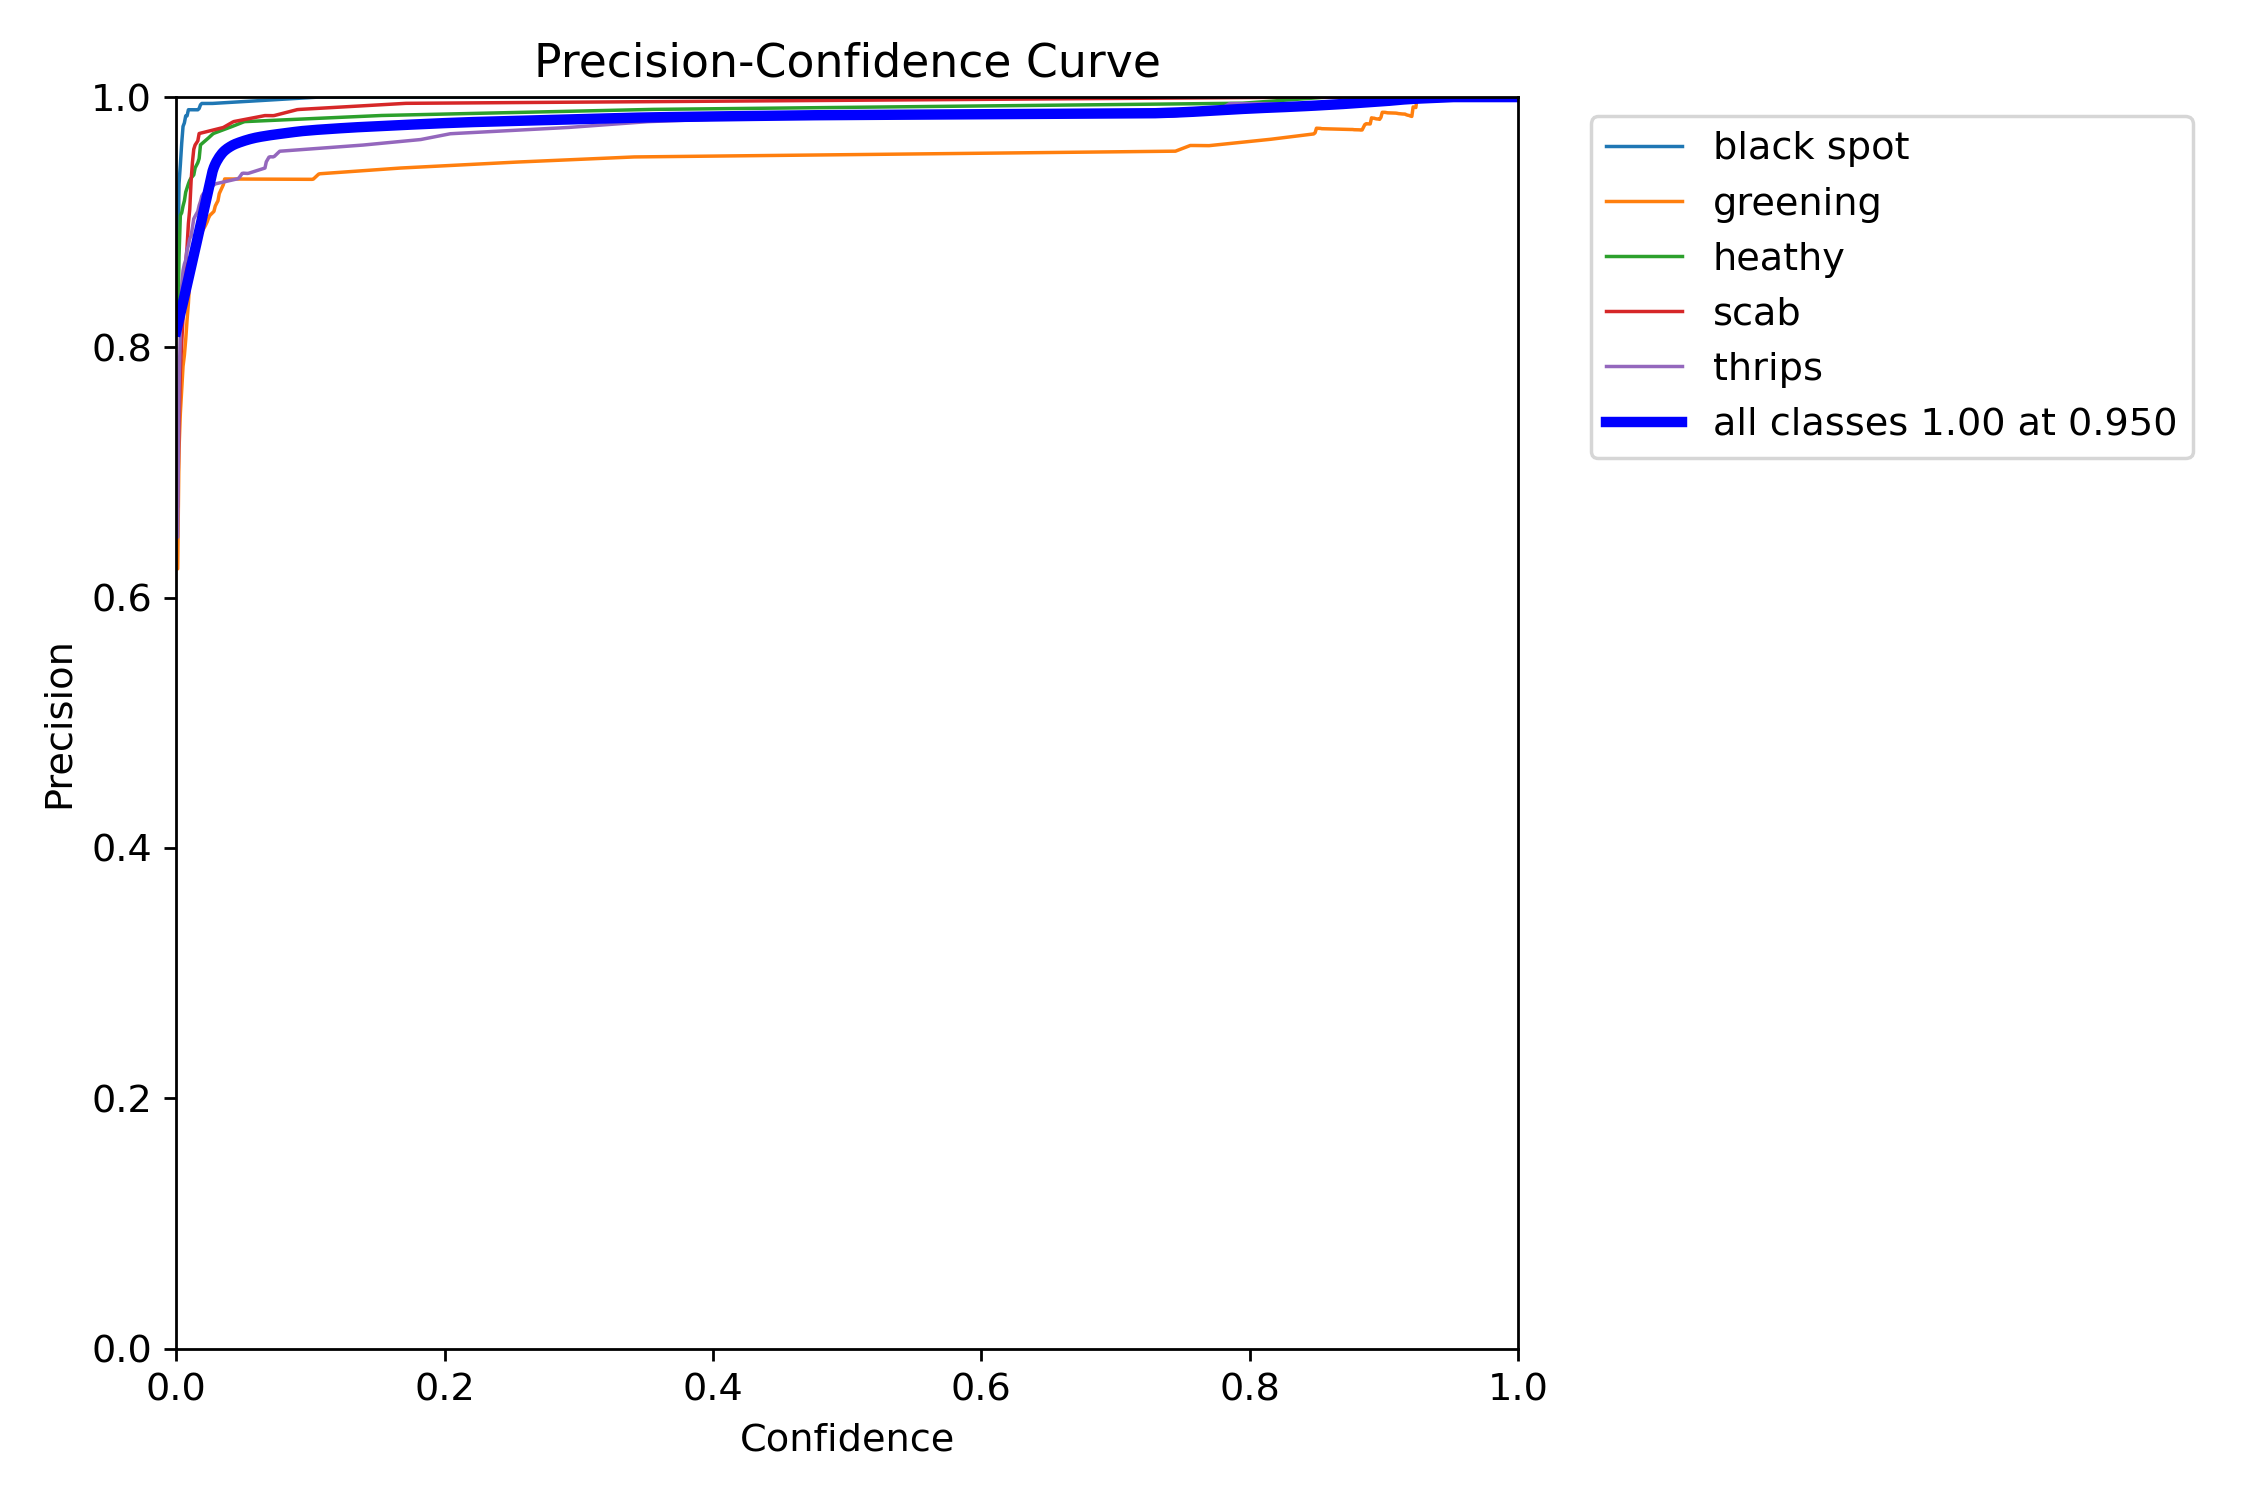 Precision-Confidence Curve
1.0
0.8
0.6
0.4
0.2
0.0
Precision
0.0 0.2 0.4 0.6 0.8 1.0
Confidence
black spot
greening
heathy
scab
thrips
all classes 1.00 at 0.950